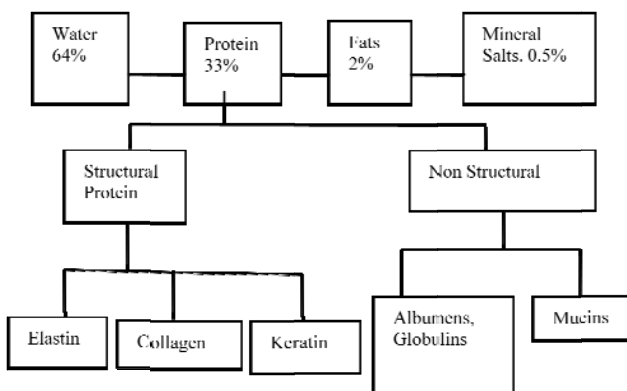 Water
64%
Protein
33%
Fats
2%
Mineral
Salts. 0.5%
Structural
Protein
Non Structural
Elastin
Collagen
Keratin
Albumens,
Globulins
Mucins